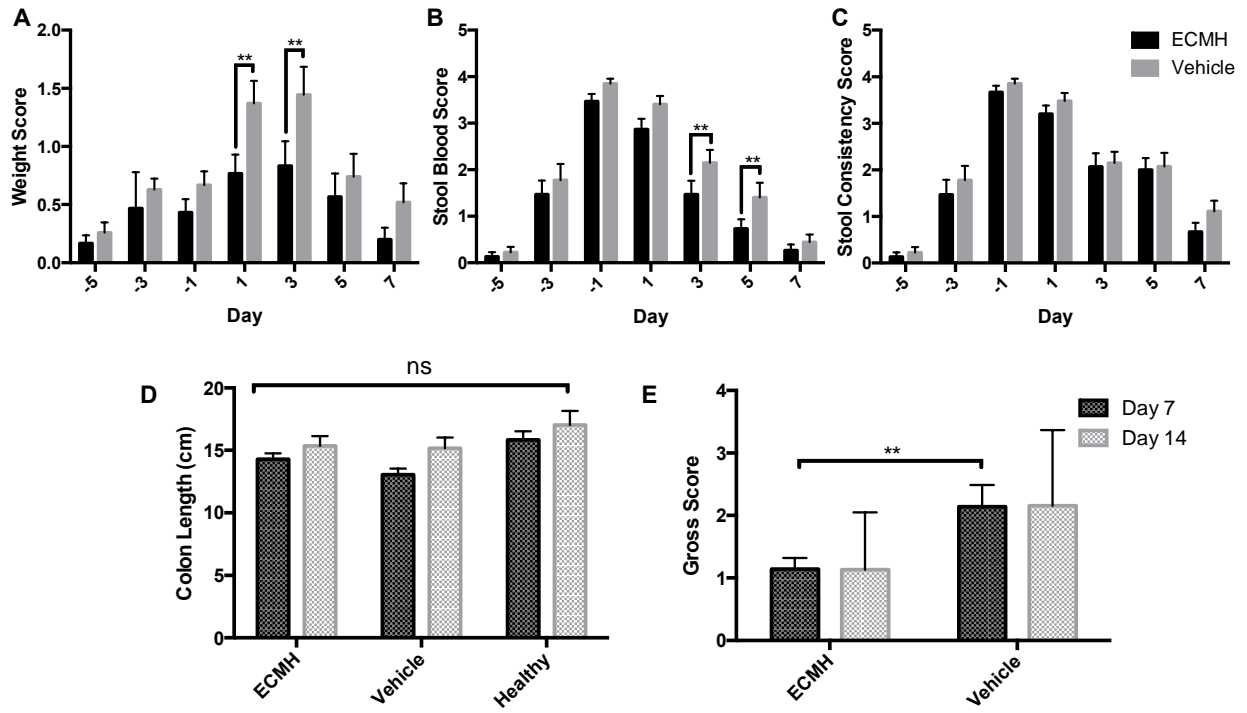 A
Weight Score
2.0
1.5
1.0
0.5
0.0
**
**
-5
-3
-1
1
3
5
7
Day
B
Stool Blood Score
5
4
3
2
1
0
**
**
-5
-3
-1
1
3
5
7
Day
C
Stool Consistency Score
5
4
3
2
1
0
-5
-3
-1
1
3
5
7
Day
ECMH
Vehicle
D
Colon Length (cm)
20
15
10
5
0
ns
ECMH
Vehicle
Healthy
E
Gross Score
4
3
2
1
0
**
ECMH
Vehicle
Day 7
Day 14